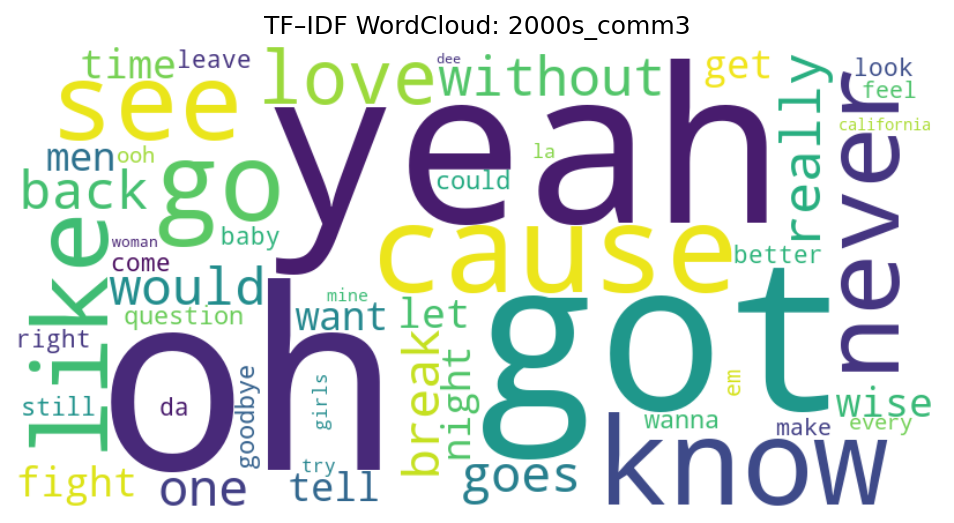 TF–IDF WordCloud: 2000s_comm3
time
leave
love
dee
without
get
really
look
feel
see
yeah
california
men
ooh
la
never
back
go
could
baby
cause
better
woman
come
like
would
mine
question
want
let
got
right
oh
break
night
em
still
da
goodbye
girls
wanna
wise
make
every
know
fight
one
try
tell
goes